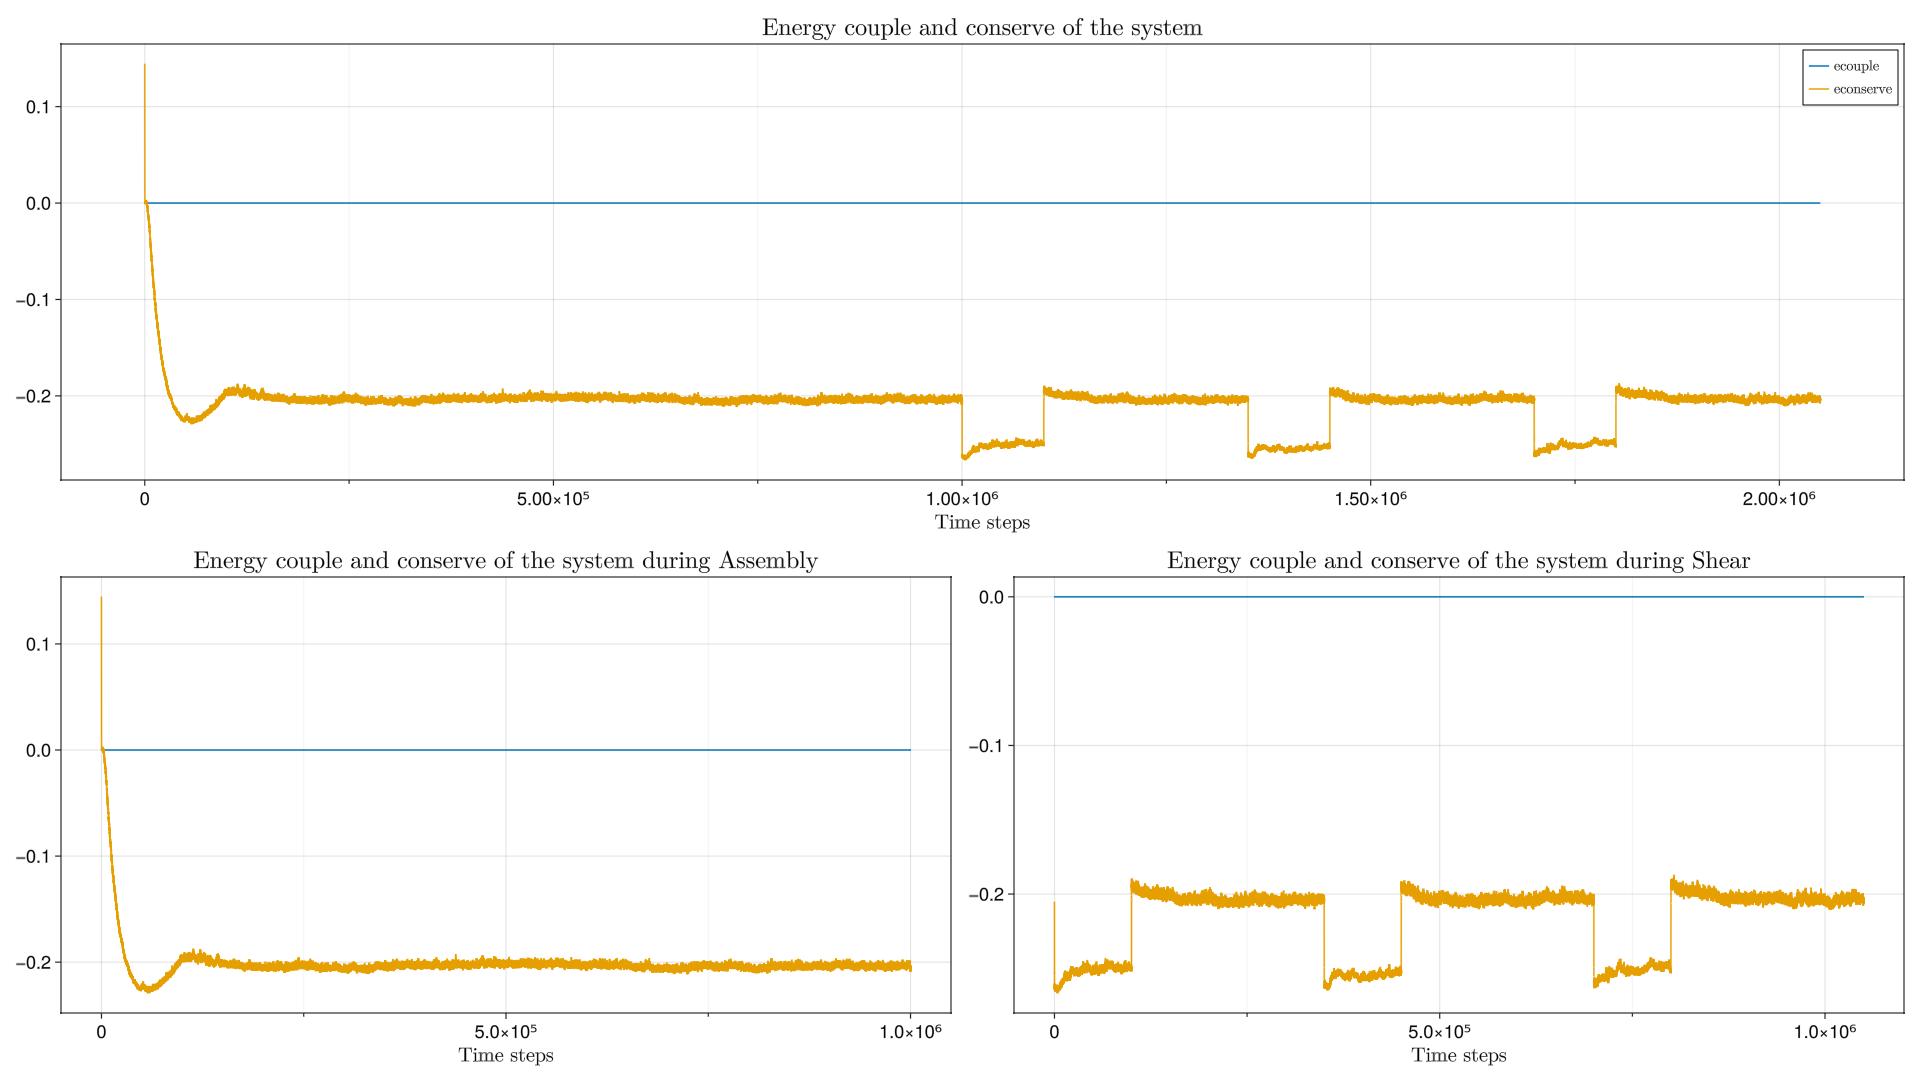 Energy couple and conserve of the system
ecouple
econserve
0.1
0.0
−0.1
−0.2
0
5.00×10⁵
1.00×10⁶
1.50×10⁶
2.00×10⁶
Time steps
Energy couple and conserve of the system during Assembly
0.1
0.0
−0.1
−0.2
0
5.0×10⁵
1.0×10⁶
Time steps
Energy couple and conserve of the system during Shear
0.0
−0.1
−0.2
0
5.0×10⁵
1.0×10⁶
Time steps